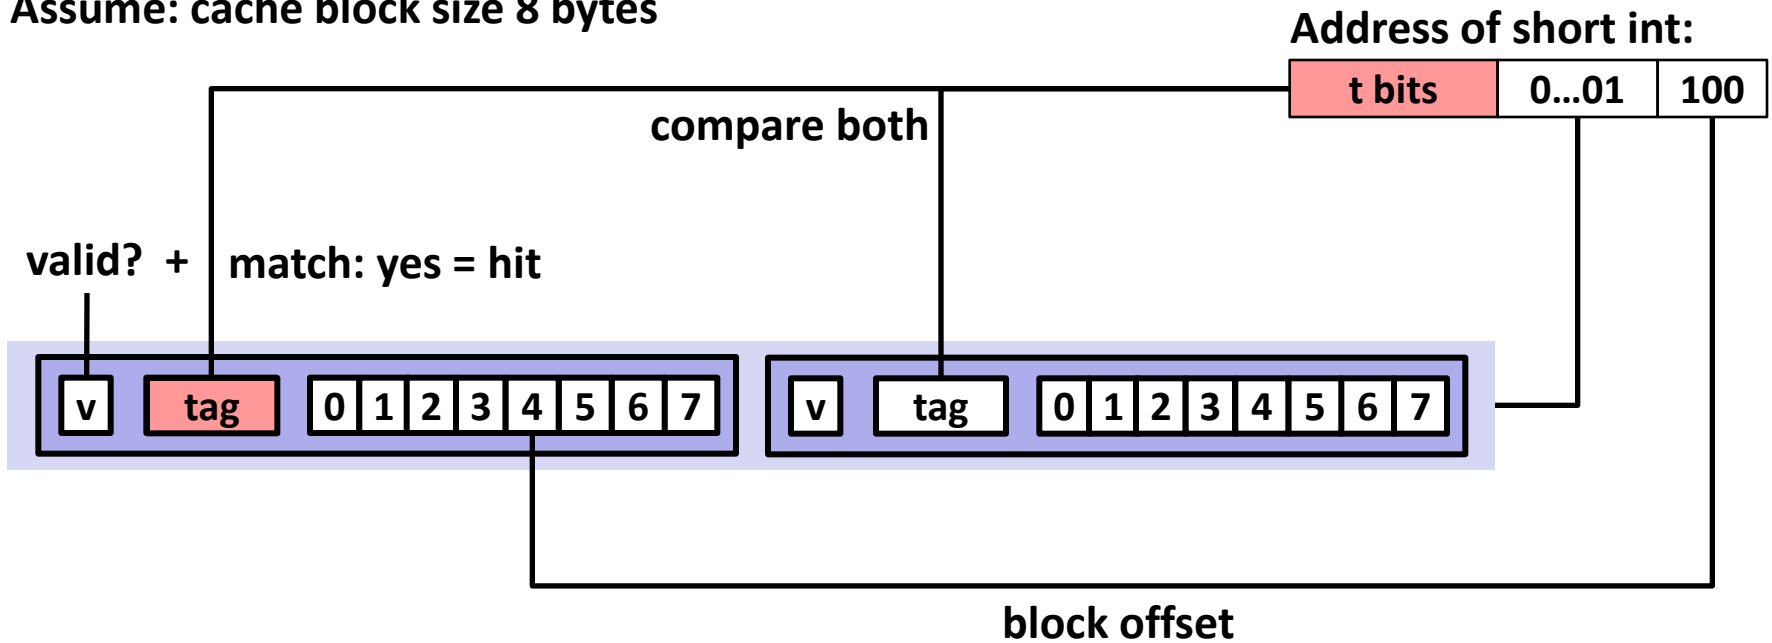 Assume: cache block size 8 bytes
Address of short int:
t bits 0...01 100
compare both
valid? + match: yes = hit
v tag 0 1 2 3 4 5 6 7 v tag 0 1 2 3 4 5 6 7
block offset